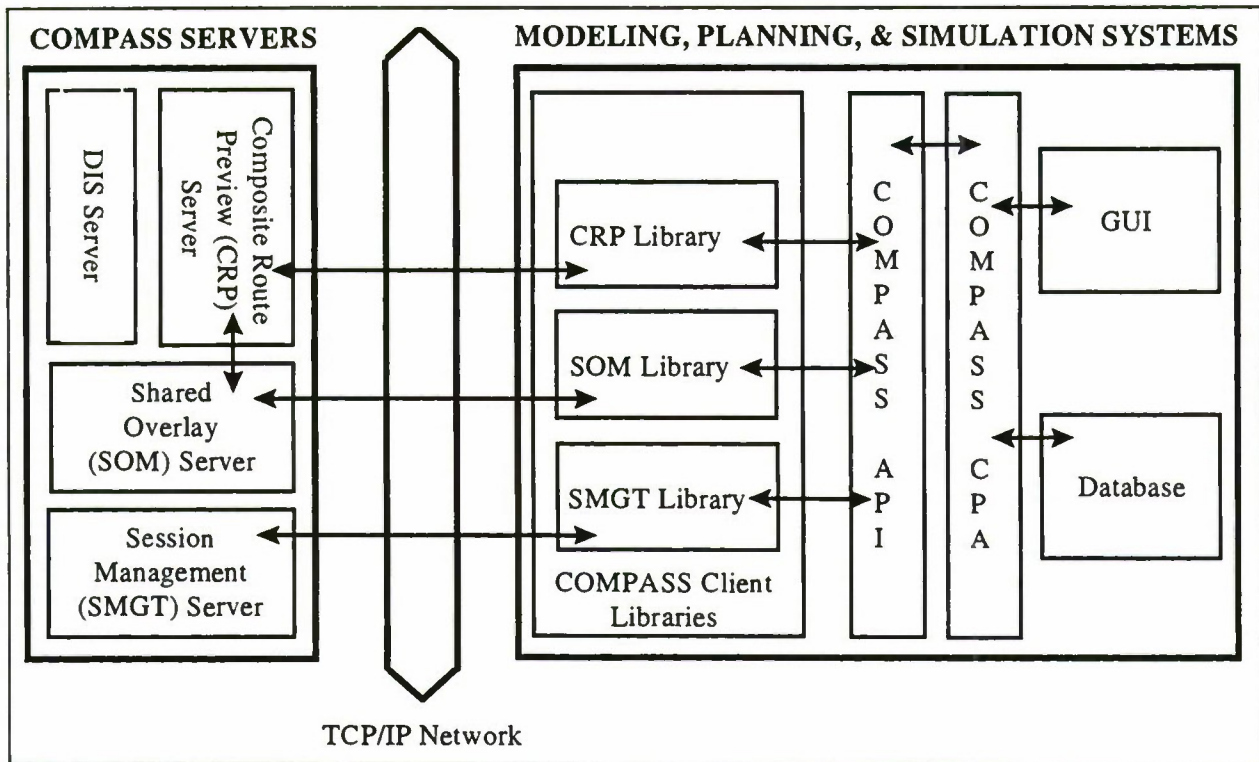 COMPASS SERVERS
MODELING, PLANNING, & SIMULATION SYSTEMS
DIS Server
Composite Route
Preview (CRP)
Server
Shared
Overlay
(SOM) Server
Session
Management
(SMGT) Server
TCP/IP Network
CRP Library
SOM Library
SMGT Library
COMPASS Client
Libraries
COMPASS API
COMPASS CPA
GUI
Database